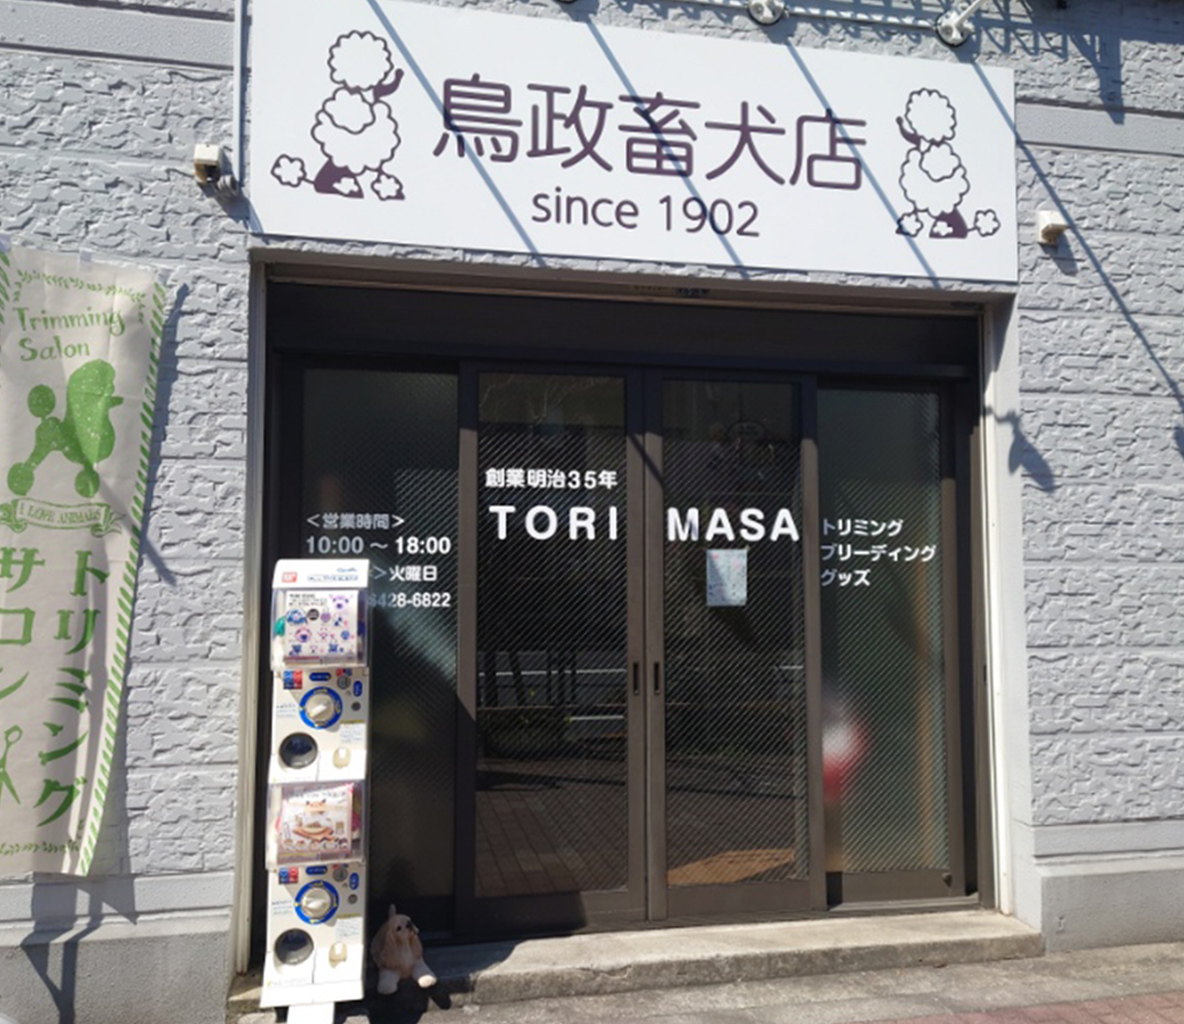 鳥政畜犬店
since 1902
Trimming
Salon
I LOVE ANIMALS
トリミング
サロン
創業明治35年
TORI MASA
<営業時間>
10:00 ~ 18:00
>火曜日
428-6822
トリミング
ブリーディング
グッズ